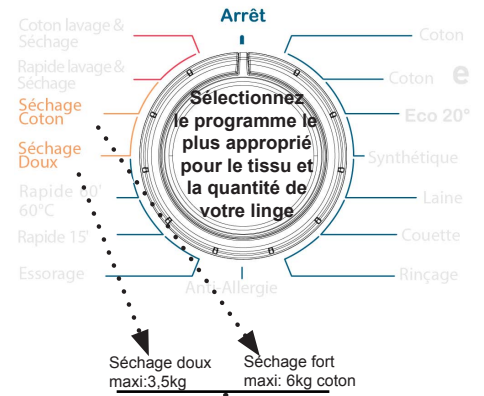 Arrêt
Coton lavage &
Séchage
Rapide lavage &
Séchage
Séchage
Coton
Séchage
Doux
Rapide 60'
60°C
Rapide 15'
Essorage
Anti-Allergie
Coton
Coton e
Eco 20°
Synthétique
Laine
Couette
Rinçage
Sélectionnez
le programme le
plus approprié
pour le tissu et
la quantité de
votre linge
Séchage doux
maxi:3,5kg
Séchage fort
maxi: 6kg coton